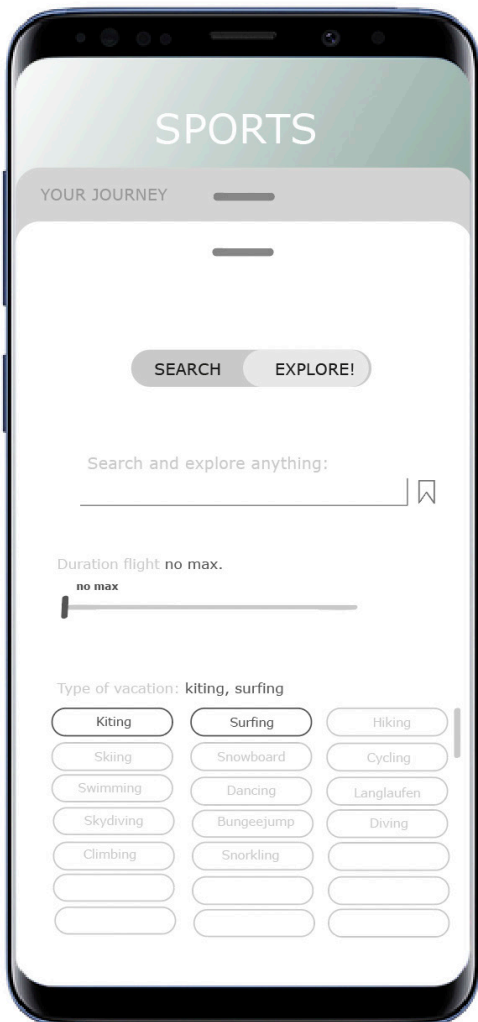 SPORTS
YOUR JOURNEY
SEARCH EXPLORE!
Search and explore anything:
Duration flight no max.
no max
Type of vacation: kiting, surfing
Kiting Surfing Hiking
Skiing Snowboard Cycling
Swimming Dancing Langlaufen
Skydiving Bungeejump Diving
Climbing Snorkling